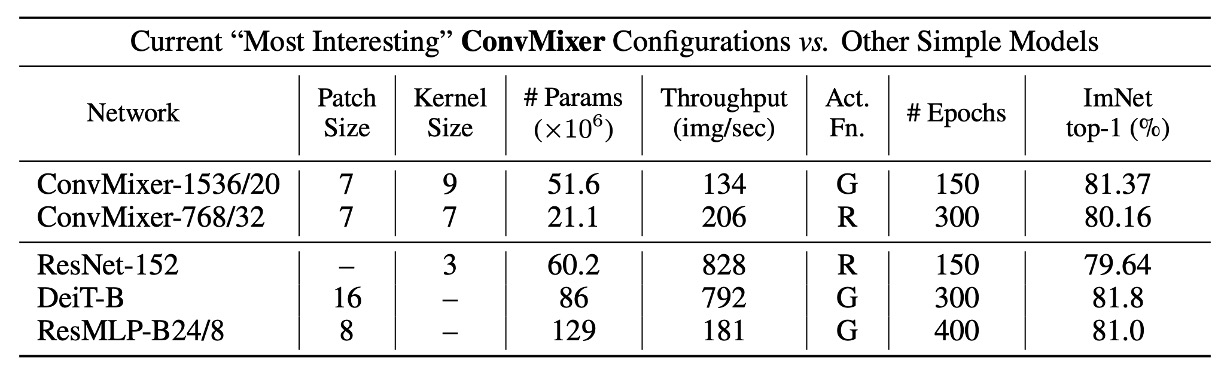 Current “Most Interesting” ConvMixer Configurations vs. Other Simple Models
Network Patch Size Kernel Size # Params (×10⁶) Throughput (img/sec) Act. Fn. # Epochs ImNet top-1 (%)
ConvMixer-1536/20 7 9 51.6 134 G 150 81.37
ConvMixer-768/32 7 7 21.1 206 R 300 80.16
ResNet-152 – 3 60.2 828 R 150 79.64
DeiT-B 16 – 86 792 G 300 81.8
ResMLP-B24/8 8 – 129 181 G 400 81.0